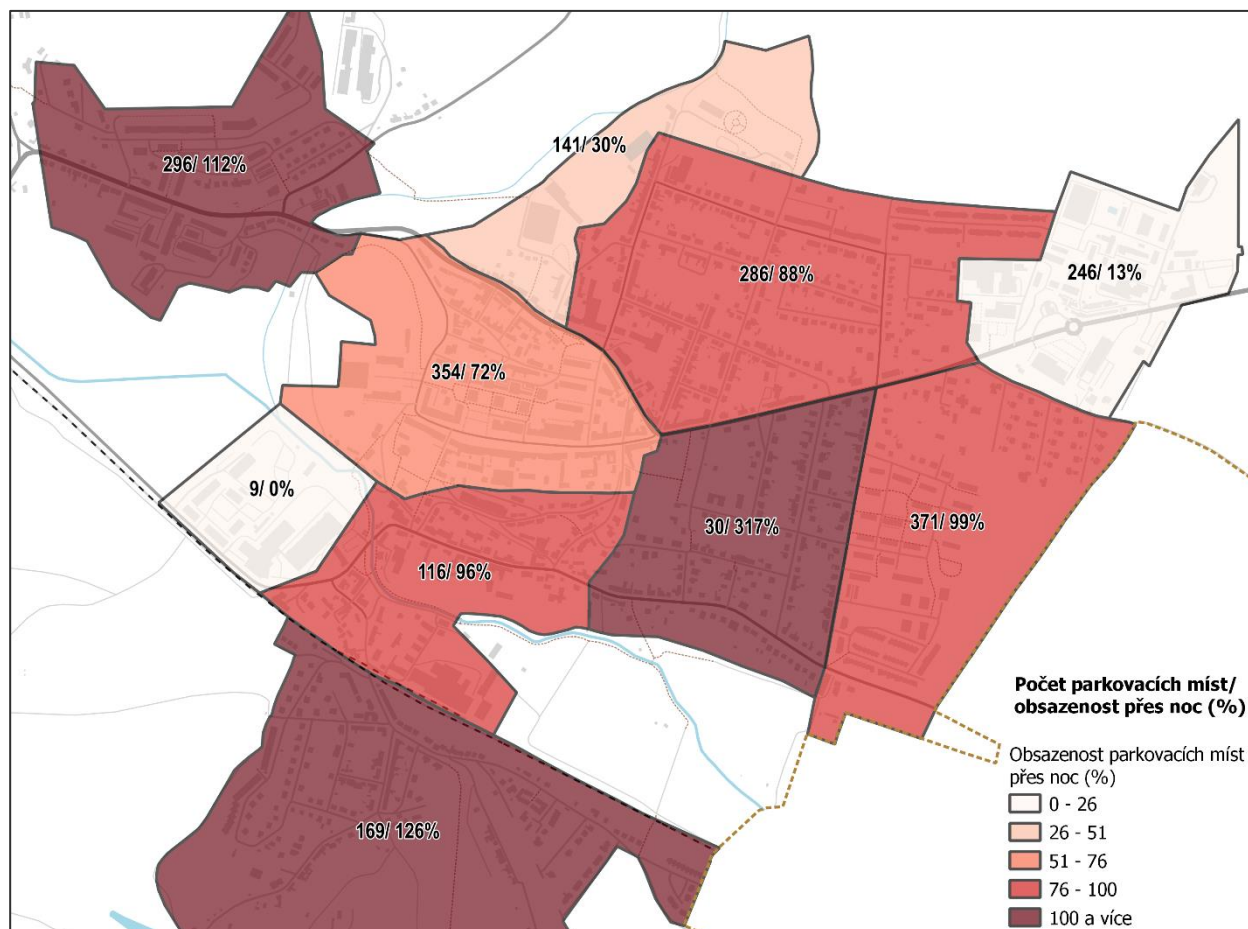 141/ 30%
296/ 112%
286/ 88%
246/ 13%
354/ 72%
9/ 0%
30/ 317%
371/ 99%
116/ 96%
169/ 126%
Počet parkovacích míst/
obsazenost přes noc (%)
Obsazenost parkovacích míst
přes noc (%)
0 - 26
26 - 51
51 - 76
76 - 100
100 a více